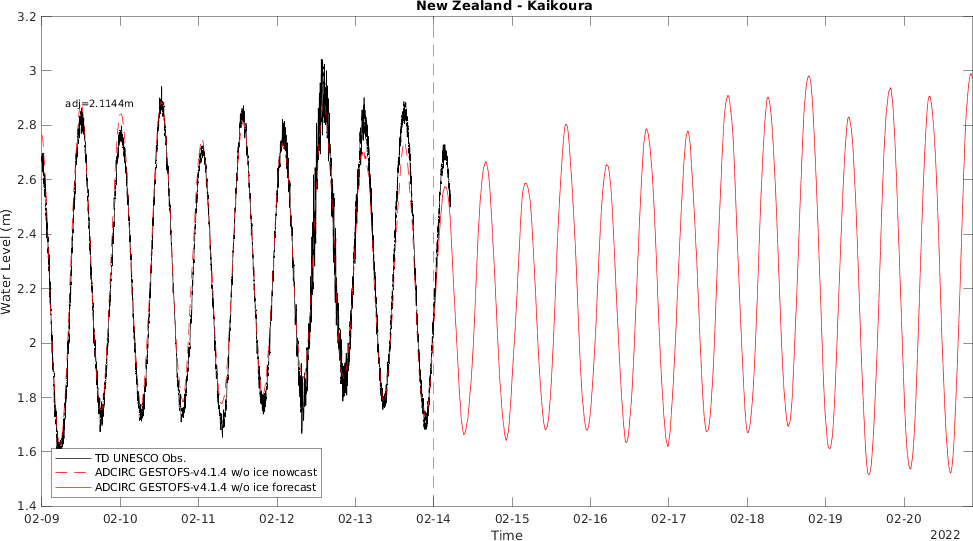 New Zealand - Kaikoura
3.2
3
2.8
2.6
2.4
2.2
2
1.8
1.6
1.4
Water Level (m)
adj=2.1144m
TD UNESCO Obs.
ADCIRC GESTOFS-v4.1.4 w/o ice nowcast
ADCIRC GESTOFS-v4.1.4 w/o ice forecast
02-09 02-10 02-11 02-12 02-13 02-14 02-15 02-16 02-17 02-18 02-19 02-20
Time
2022